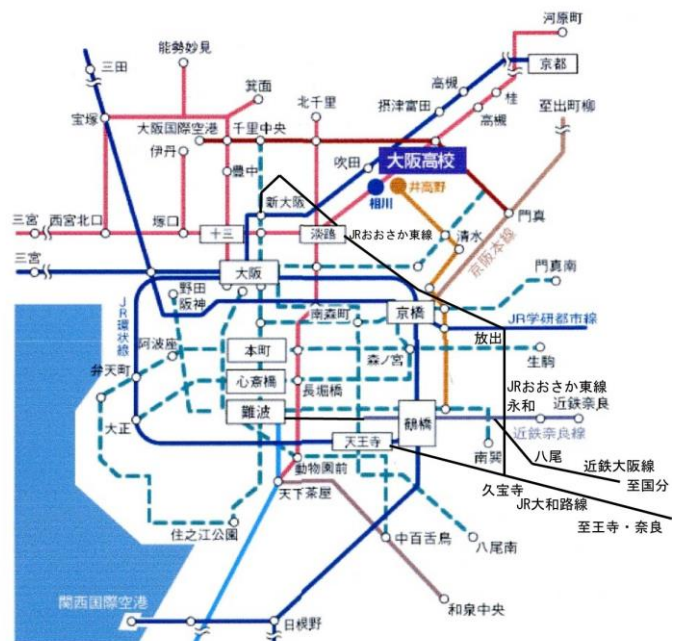 河原町
能勢妙見
三田
京都
箕面
高槻
桂
北千里
摂津富田
高槻
至出町柳
宝塚
大阪国際空港
千里中央
伊丹
吹田
大阪高校
豊中
相川
井高野
新大阪
門真
三宮
西宮北口
塚口
十三
淡路
JRおおさか東線
清水
京阪本線
三宮
大阪
門真南
野田
阪神
JR環状線
南森町
京橋
JR学研都市線
放出
阿波座
本町
森ノ宮
生駒
弁天町
心斎橋
長堀橋
JRおおさか東線
永和
近鉄奈良
難波
鶴橋
近鉄奈良線
大正
天王寺
南巽
八尾
近鉄大阪線
至国分
動物園前
久宝寺
天下茶屋
JR大和路線
至王寺・奈良
住之江公園
中百舌鳥
八尾南
関西国際空港
和泉中央
日根野